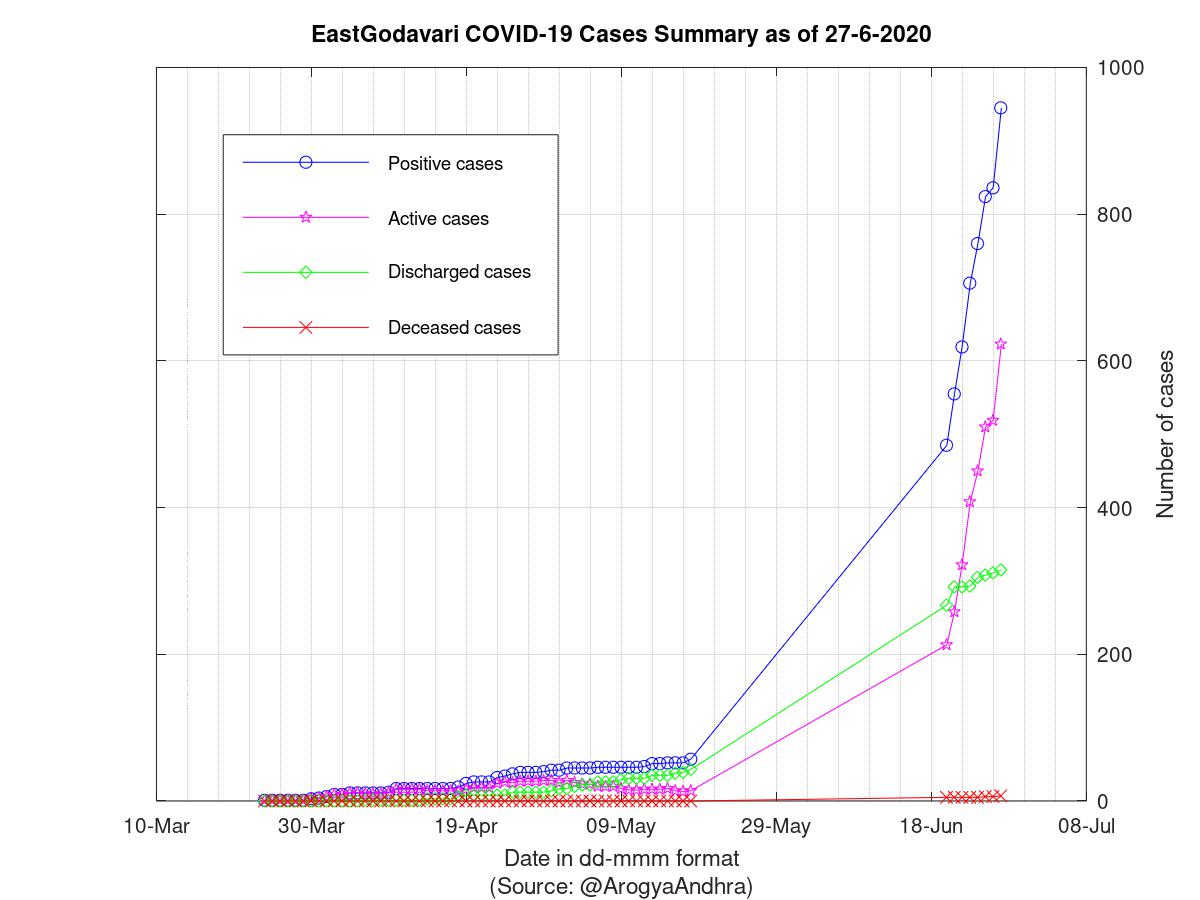 EastGodavari COVID-19 Cases Summary as of 27-6-2020
1000
Positive cases
Active cases
800
Discharged cases
Deceased cases
600
Number of cases
400
200
0
10-Mar 30-Mar 19-Apr 09-May 29-May 18-Jun 08-Jul
Date in dd-mmm format
(Source: @ArogyaAndhra)